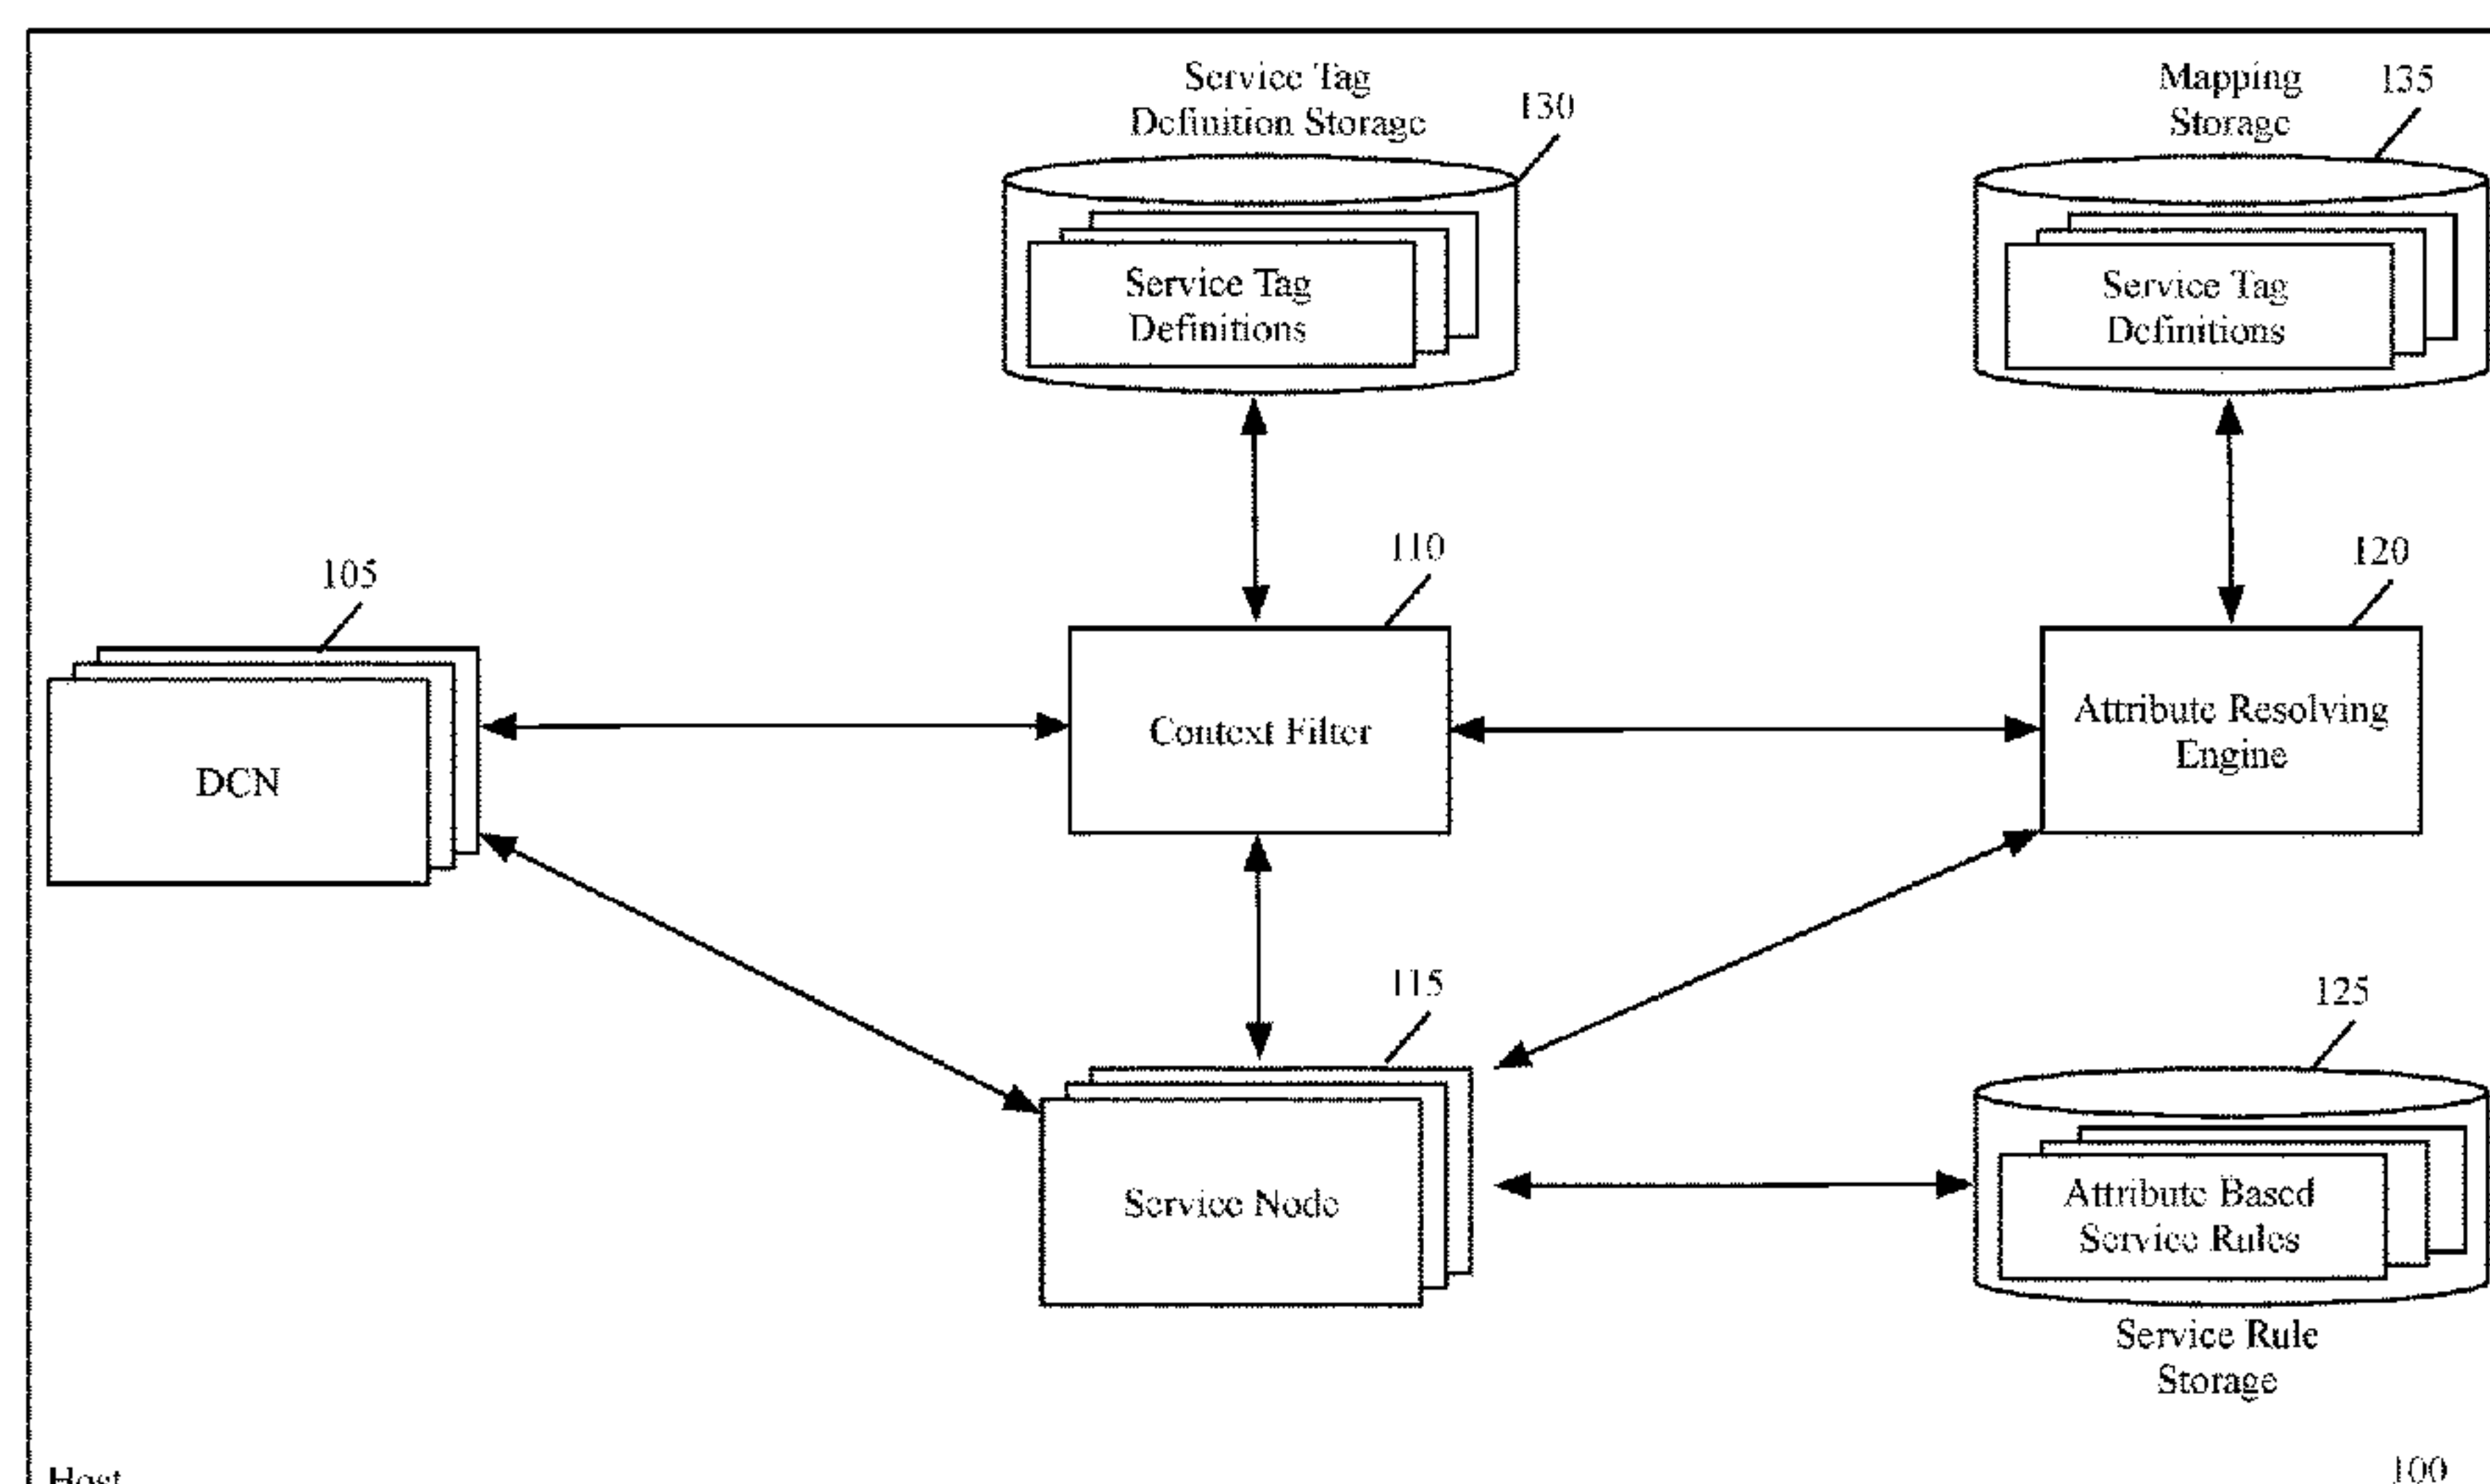 Service Tag
Definition Storage
130
Mapping
Storage
135
Service Tag
Definitions
Service Tag
Definitions
105
110
120
DCN
Context Filter
Attribute Resolving
Engine
115
125
Service Node
Attribute Based
Service Rules
Service Rule
Storage
Host
100